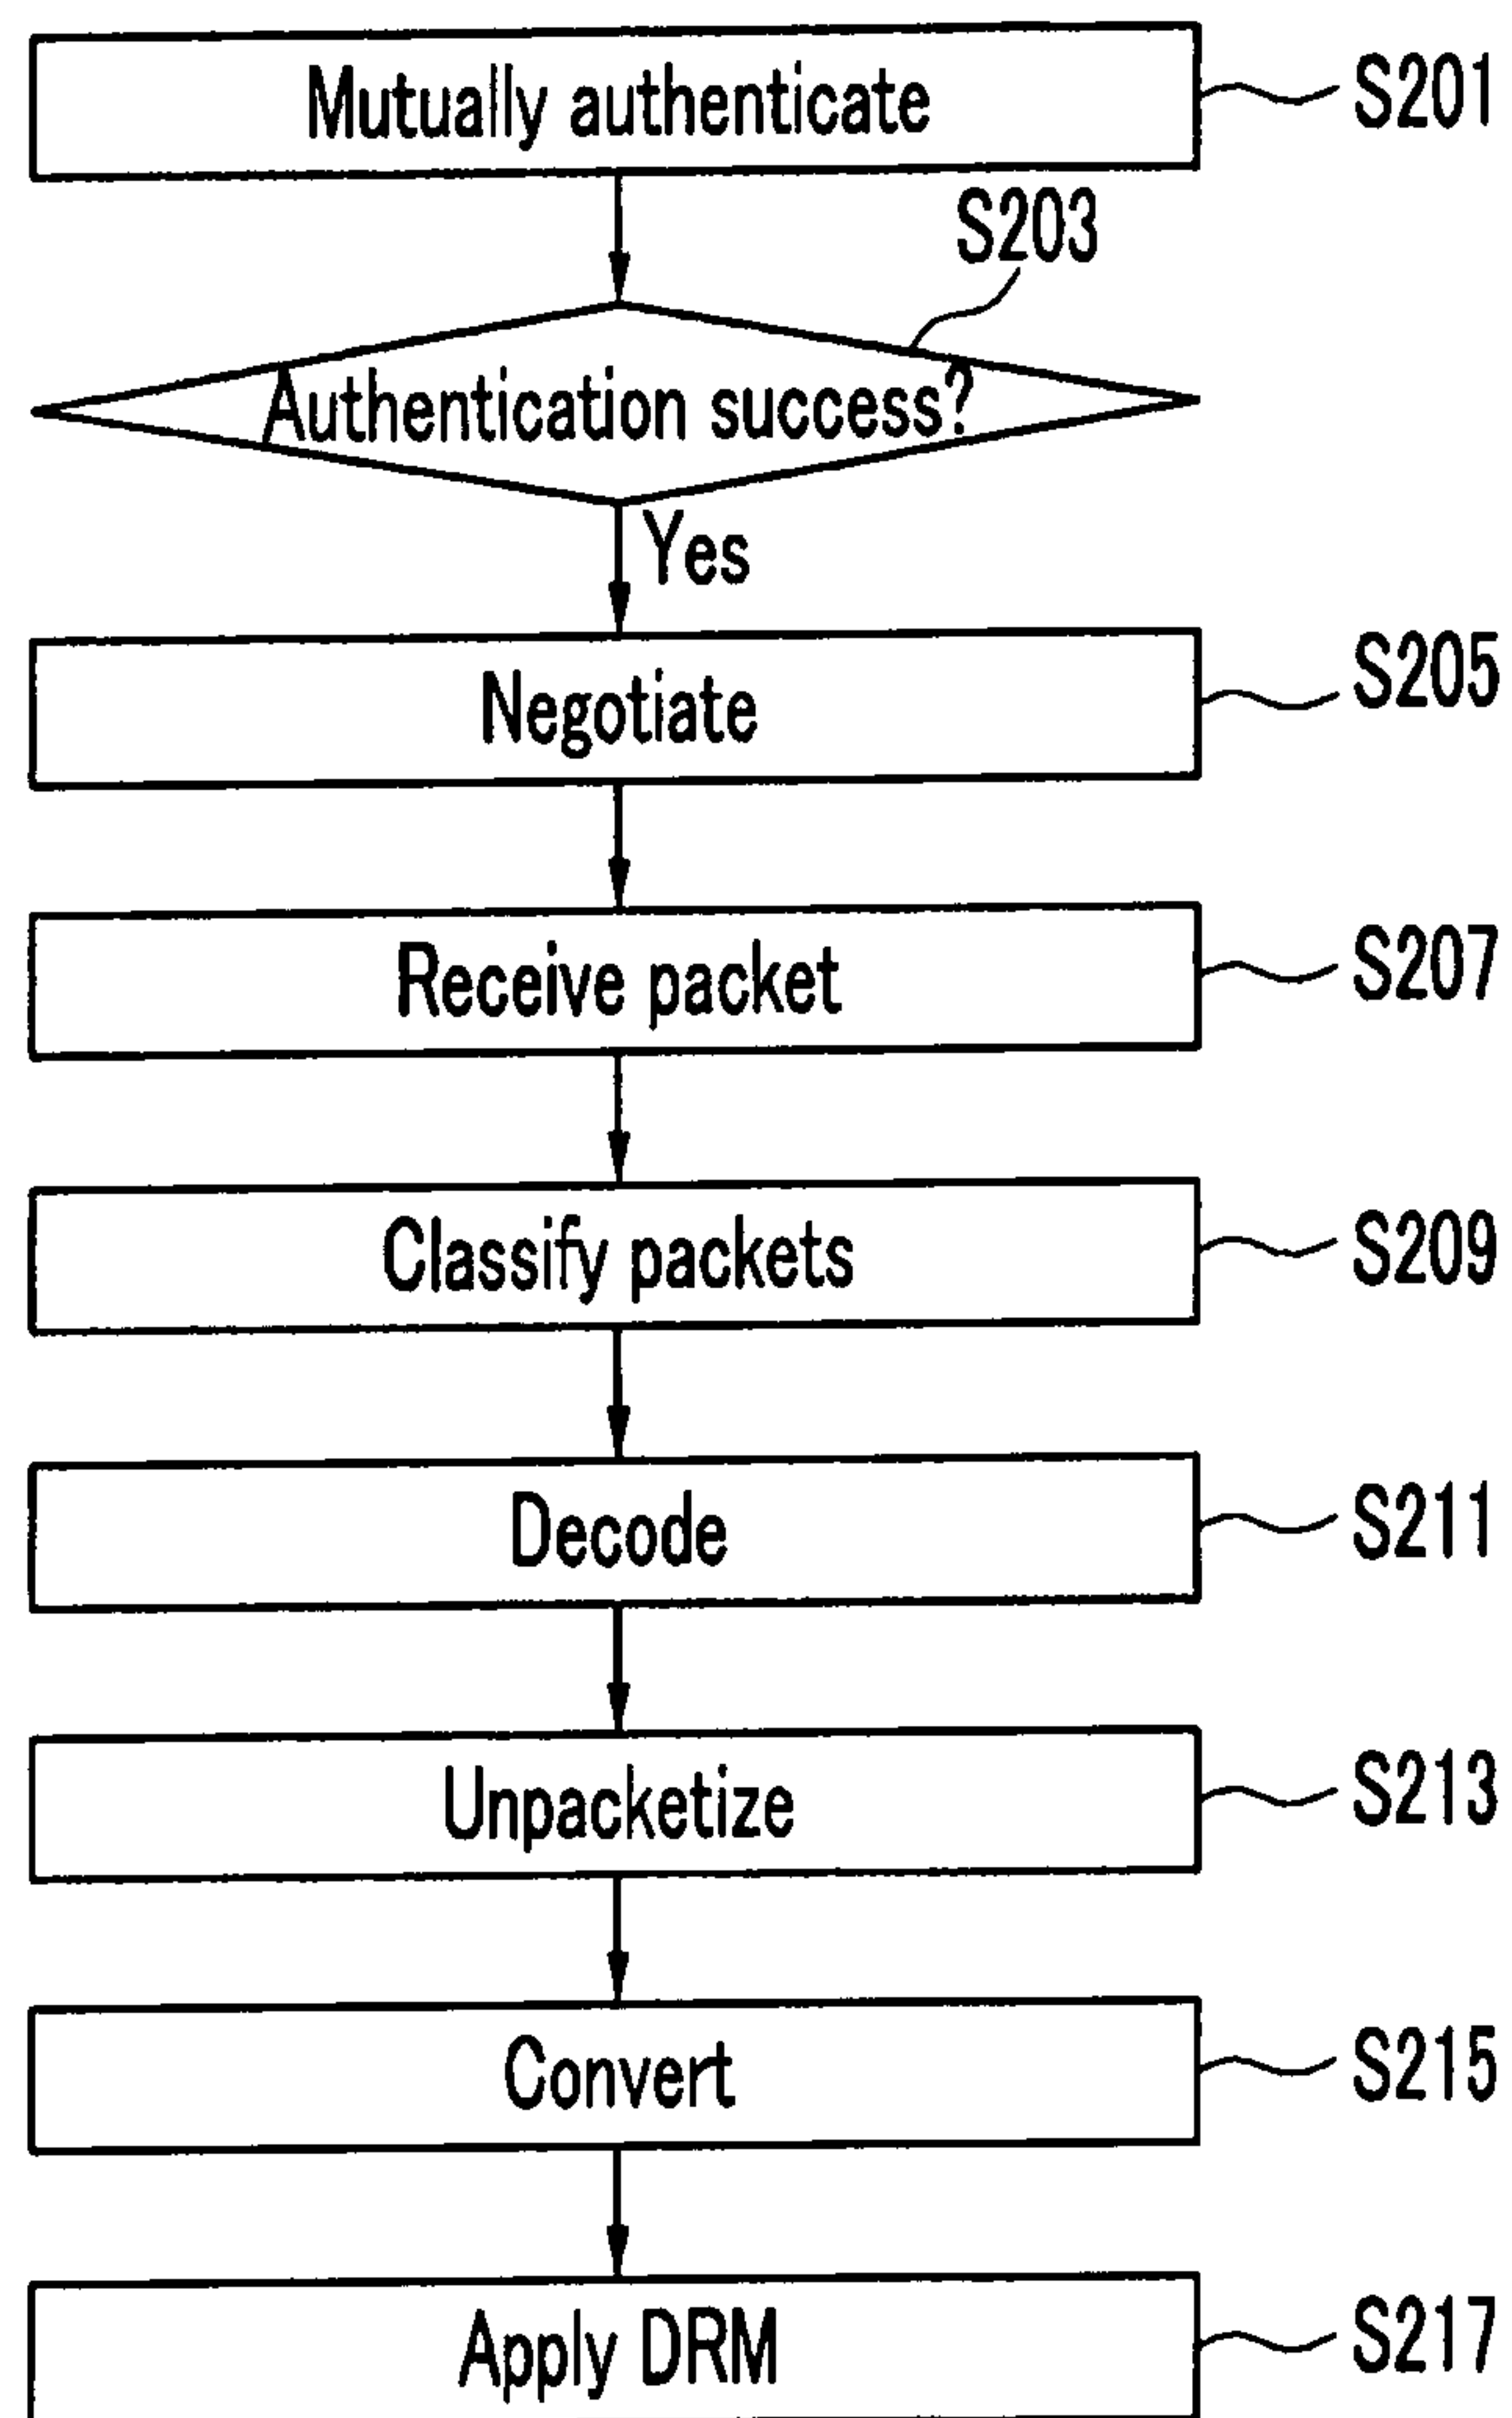 Mutually authenticate
S201
S203
Authentication success?
Yes
Negotiate
S205
Receive packet
S207
Classify packets
S209
Decode
S211
Unpacketize
S213
Convert
S215
Apply DRM
S217